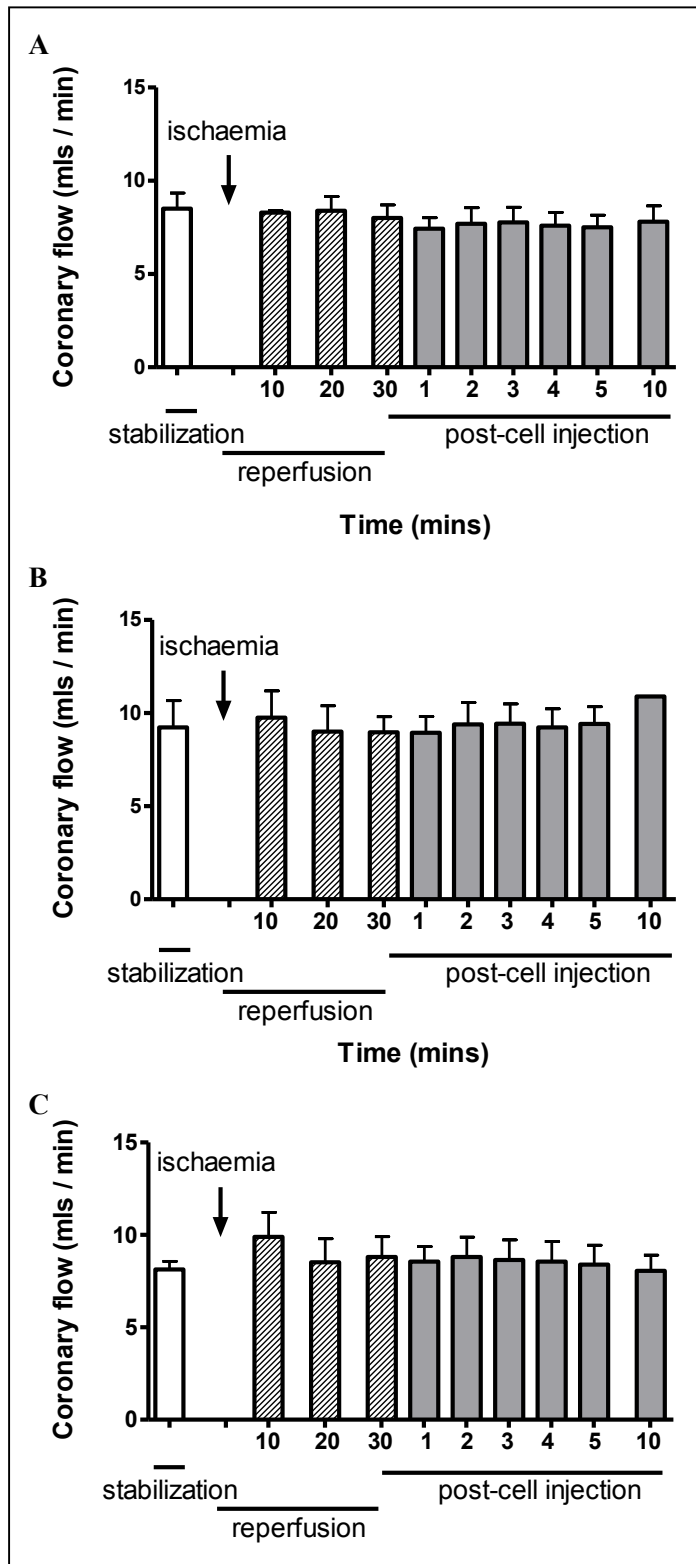 A
Coronary flow (mls / min)
15
10
5
0
ischaemia
10 20 30 1 2 3 4 5 10
stabilization post-cell injection
reperfusion
Time (mins)
B
Coronary flow (mls / min)
15
10
5
0
ischaemia
10 20 30 1 2 3 4 5 10
stabilization post-cell injection
reperfusion
Time (mins)
C
Coronary flow (mls / min)
15
10
5
0
ischaemia
10 20 30 1 2 3 4 5 10
stabilization post-cell injection
reperfusion